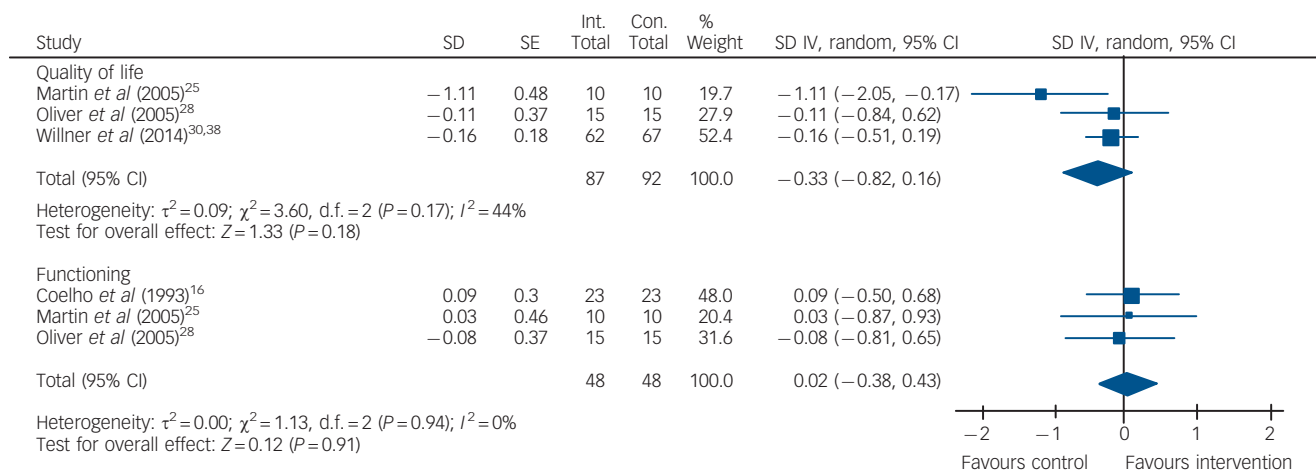 Int. Con. %
Study SD SE Total Total Weight SD IV, random, 95% CI SD IV, random, 95% CI
Quality of life
Martin et al (2005)25 −1.11 0.48 10 10 19.7 −1.11 (−2.05, −0.17)
Oliver et al (2005)28 −0.11 0.37 15 15 27.9 −0.11 (−0.84, 0.62)
Willner et al (2014)30,38 −0.16 0.18 62 67 52.4 −0.16 (−0.51, 0.19)
Total (95% CI) 87 92 100.0 −0.33 (−0.82, 0.16)
Heterogeneity: τ2 = 0.09; χ2 = 3.60, d.f. = 2 (P = 0.17); I2 = 44%
Test for overall effect: Z = 1.33 (P = 0.18)
Functioning
Coelho et al (1993)16 0.09 0.3 23 23 48.0 0.09 (−0.50, 0.68)
Martin et al (2005)25 0.03 0.46 10 10 20.4 0.03 (−0.87, 0.93)
Oliver et al (2005)28 −0.08 0.37 15 15 31.6 −0.08 (−0.81, 0.65)
Total (95% CI) 48 48 100.0 0.02 (−0.38, 0.43)
Heterogeneity: τ2 = 0.00; χ2 = 1.13, d.f. = 2 (P = 0.94); I2 = 0%
Test for overall effect: Z = 0.12 (P = 0.91)
−2 −1 0 1 2
Favours control Favours intervention